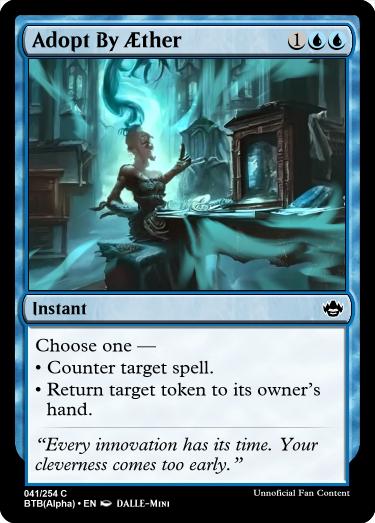 Adopt By Æther 1
Instant
Choose one —
• Counter target spell.
• Return target token to its owner's
hand.
“Every innovation has its time. Your
cleverness comes too early.”
041/254 C
BTB(Alpha) • EN DALLE-Mini
Unofficial Fan Content